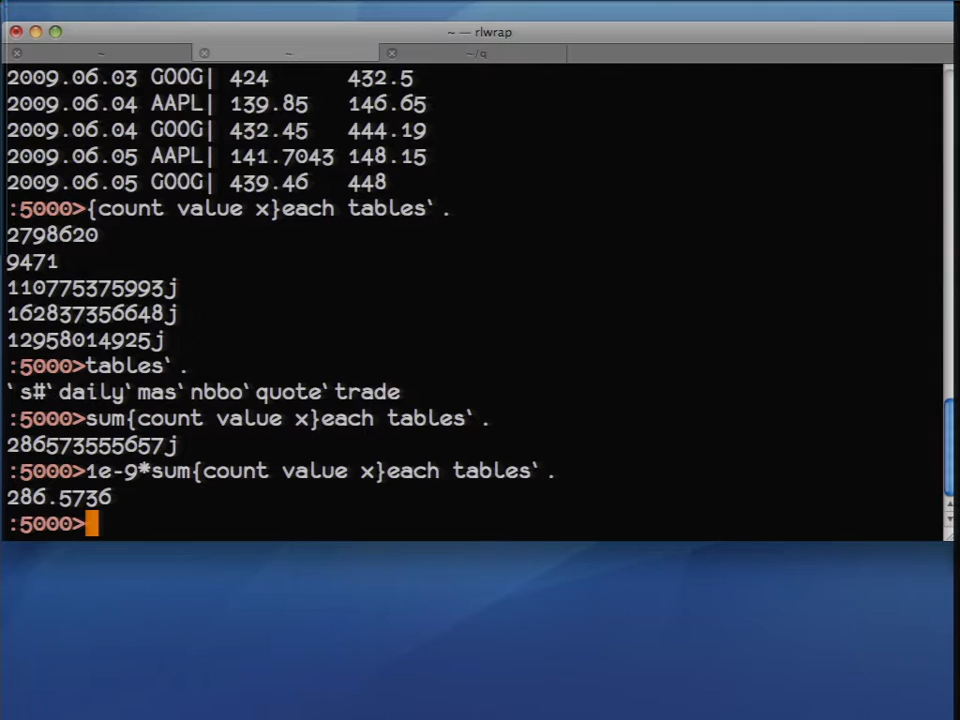 ~ — rlwrap
~ ~ ~/q
2009.06.03 GOOG| 424 432.5
2009.06.04 AAPL| 139.85 146.65
2009.06.04 GOOG| 432.45 444.19
2009.06.05 AAPL| 141.7043 148.15
2009.06.05 GOOG| 439.46 448
:5000>{count value x}each tables`.
2798620
9471
110775375993j
162837356648j
12958014925j
:5000>tables`.
`s#`daily`mas`nbbo`quote`trade
:5000>sum{count value x}each tables`.
286573555657j
:5000>1e-9*sum{count value x}each tables`.
286.5736
:5000>